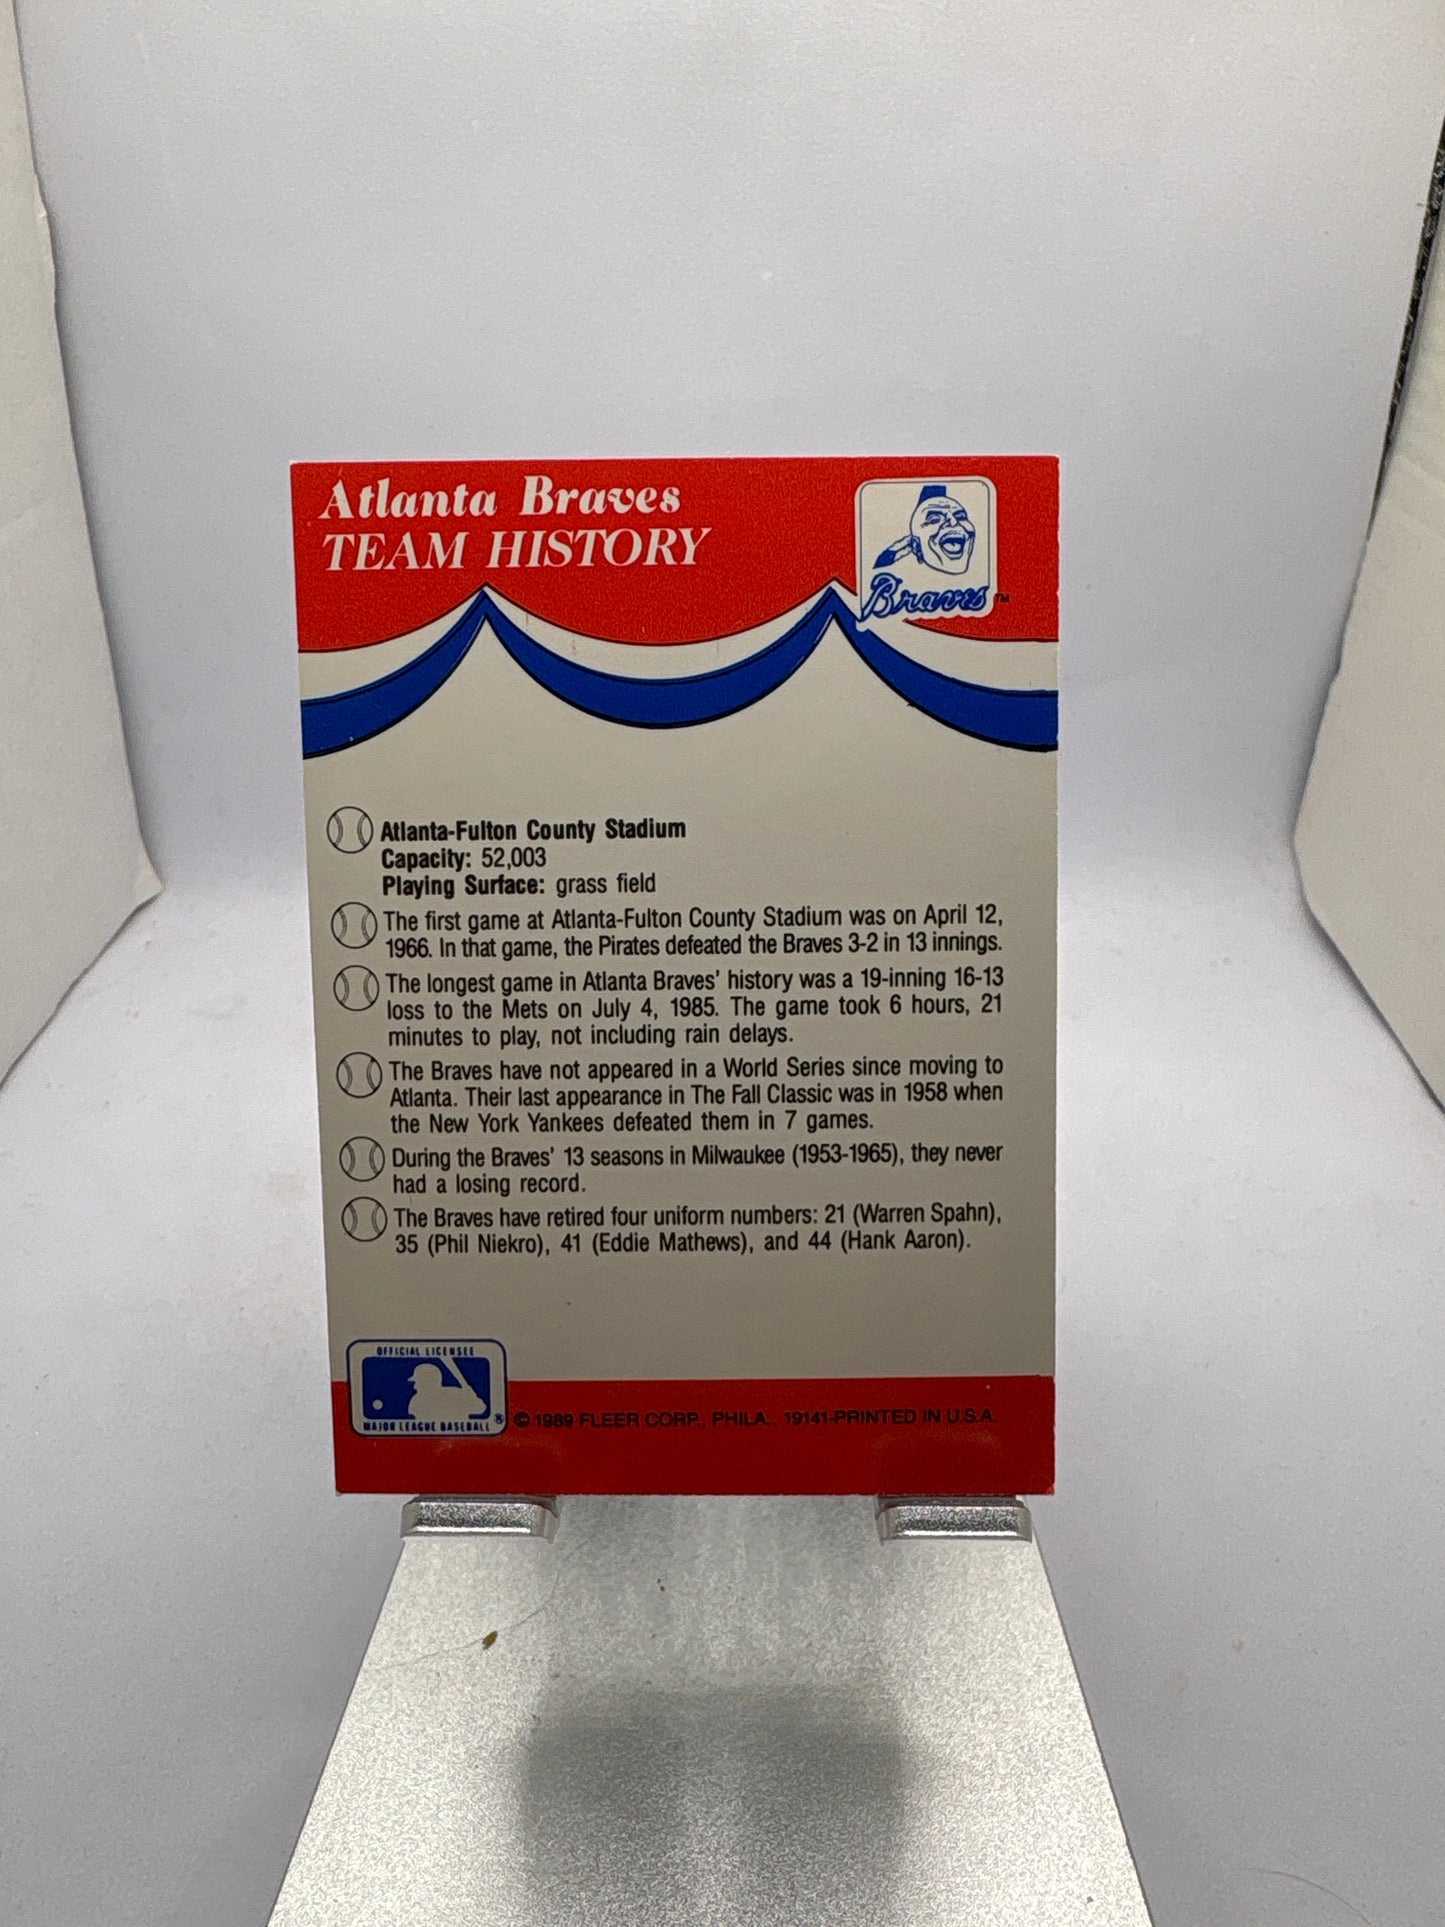 Atlanta Braves
TEAM HISTORY
Braves TM
Atlanta-Fulton County Stadium
Capacity: 52,003
Playing Surface: grass field
The first game at Atlanta-Fulton County Stadium was on April 12,
1966. In that game, the Pirates defeated the Braves 3-2 in 13 innings.
The longest game in Atlanta Braves' history was a 19-inning 16-13
loss to the Mets on July 4, 1985. The game took 6 hours, 21
minutes to play, not including rain delays.
The Braves have not appeared in a World Series since moving to
Atlanta. Their last appearance in The Fall Classic was in 1958 when
the New York Yankees defeated them in 7 games.
During the Braves' 13 seasons in Milwaukee (1953-1965), they never
had a losing record.
The Braves have retired four uniform numbers: 21 (Warren Spahn),
35 (Phil Niekro), 41 (Eddie Mathews), and 44 (Hank Aaron).
OFFICIAL LICENSEE
MAJOR LEAGUE BASEBALL ®
© 1989 FLEER CORP., PHILA., 19141-PRINTED IN U.S.A.